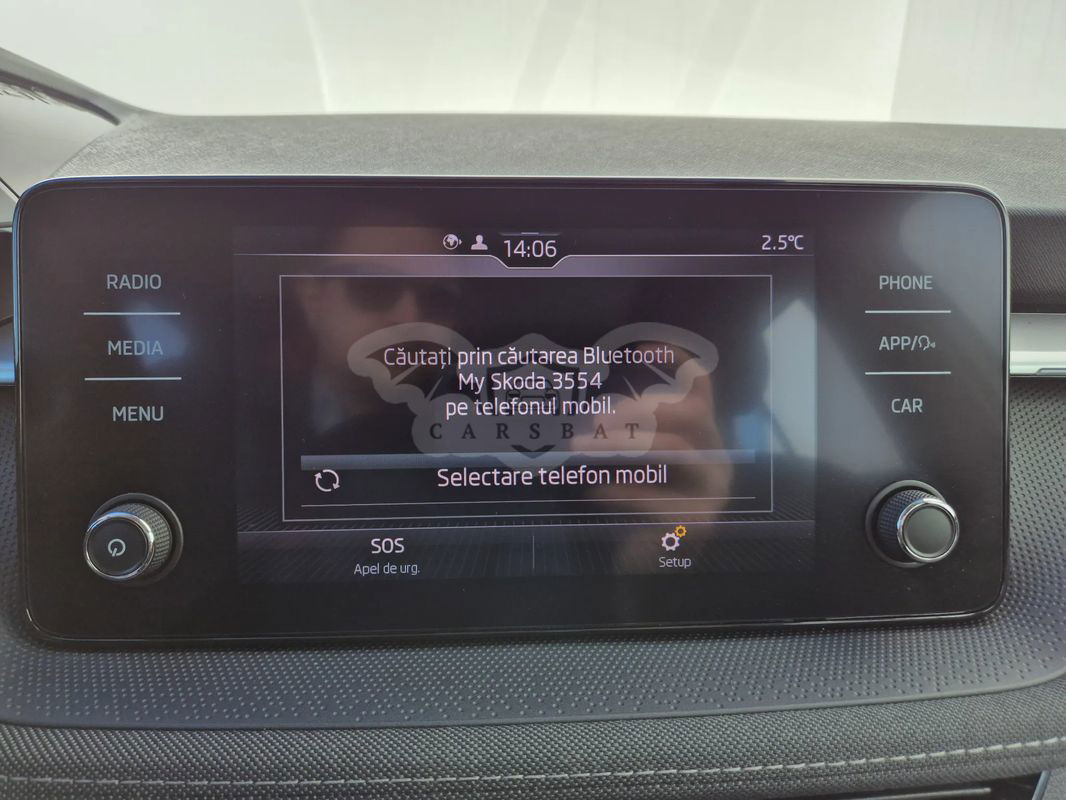 14:06
2.5°C
RADIO
MEDIA
MENU
PHONE
APP/
CAR
Căutați prin căutarea Bluetooth
My Skoda 3554
pe telefonul mobil.
CARSBAT
Selectare telefon mobil
SOS
Apel de urg.
Setup